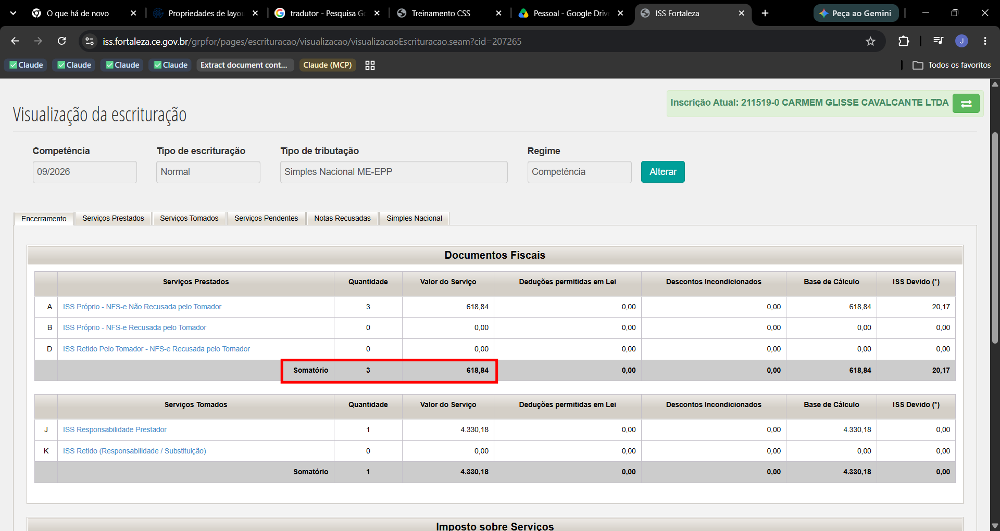 O que há de novo
Propriedades de layou
tradutor - Pesquisa Go
Treinamento CSS
Pessoal - Google Drive
ISS Fortaleza
Peça ao Gemini
iss.fortaleza.ce.gov.br/grpfor/pages/escrituracao/visualizacao/visualizacaoEscrituracao.seam?cid=207265
J
Claude
Claude
Claude
Claude
Extract document cont...
Claude (MCP)
Todos os favoritos
Inscrição Atual: 211519-0 CARMEM GLISSE CAVALCANTE LTDA
Visualização da escrituração
Competência Tipo de escrituração Tipo de tributação Regime
09/2026 Normal Simples Nacional ME-EPP Competência Alterar
Encerramento Serviços Prestados Serviços Tomados Serviços Pendentes Notas Recusadas Simples Nacional
Documentos Fiscais
Serviços Prestados Quantidade Valor do Serviço Deduções permitidas em Lei Descontos Incondicionados Base de Cálculo ISS Devido (*)
A ISS Próprio - NFS-e Não Recusada pelo Tomador 3 618,84 0,00 0,00 618,84 20,17
B ISS Próprio - NFS-e Recusada pelo Tomador 0 0,00 0,00 0,00 0,00 0,00
D ISS Retido Pelo Tomador - NFS-e Recusada pelo Tomador 0 0,00 0,00 0,00 0,00 0,00
Somatório 3 618,84 0,00 0,00 618,84 20,17
Serviços Tomados Quantidade Valor do Serviço Deduções permitidas em Lei Descontos Incondicionados Base de Cálculo ISS Devido (*)
J ISS Responsabilidade Prestador 1 4.330,18 0,00 0,00 4.330,18 0,00
K ISS Retido (Responsabilidade / Substituição) 0 0,00 0,00 0,00 0,00 0,00
Somatório 1 4.330,18 0,00 0,00 4.330,18 0,00
Imposto sobre Serviços